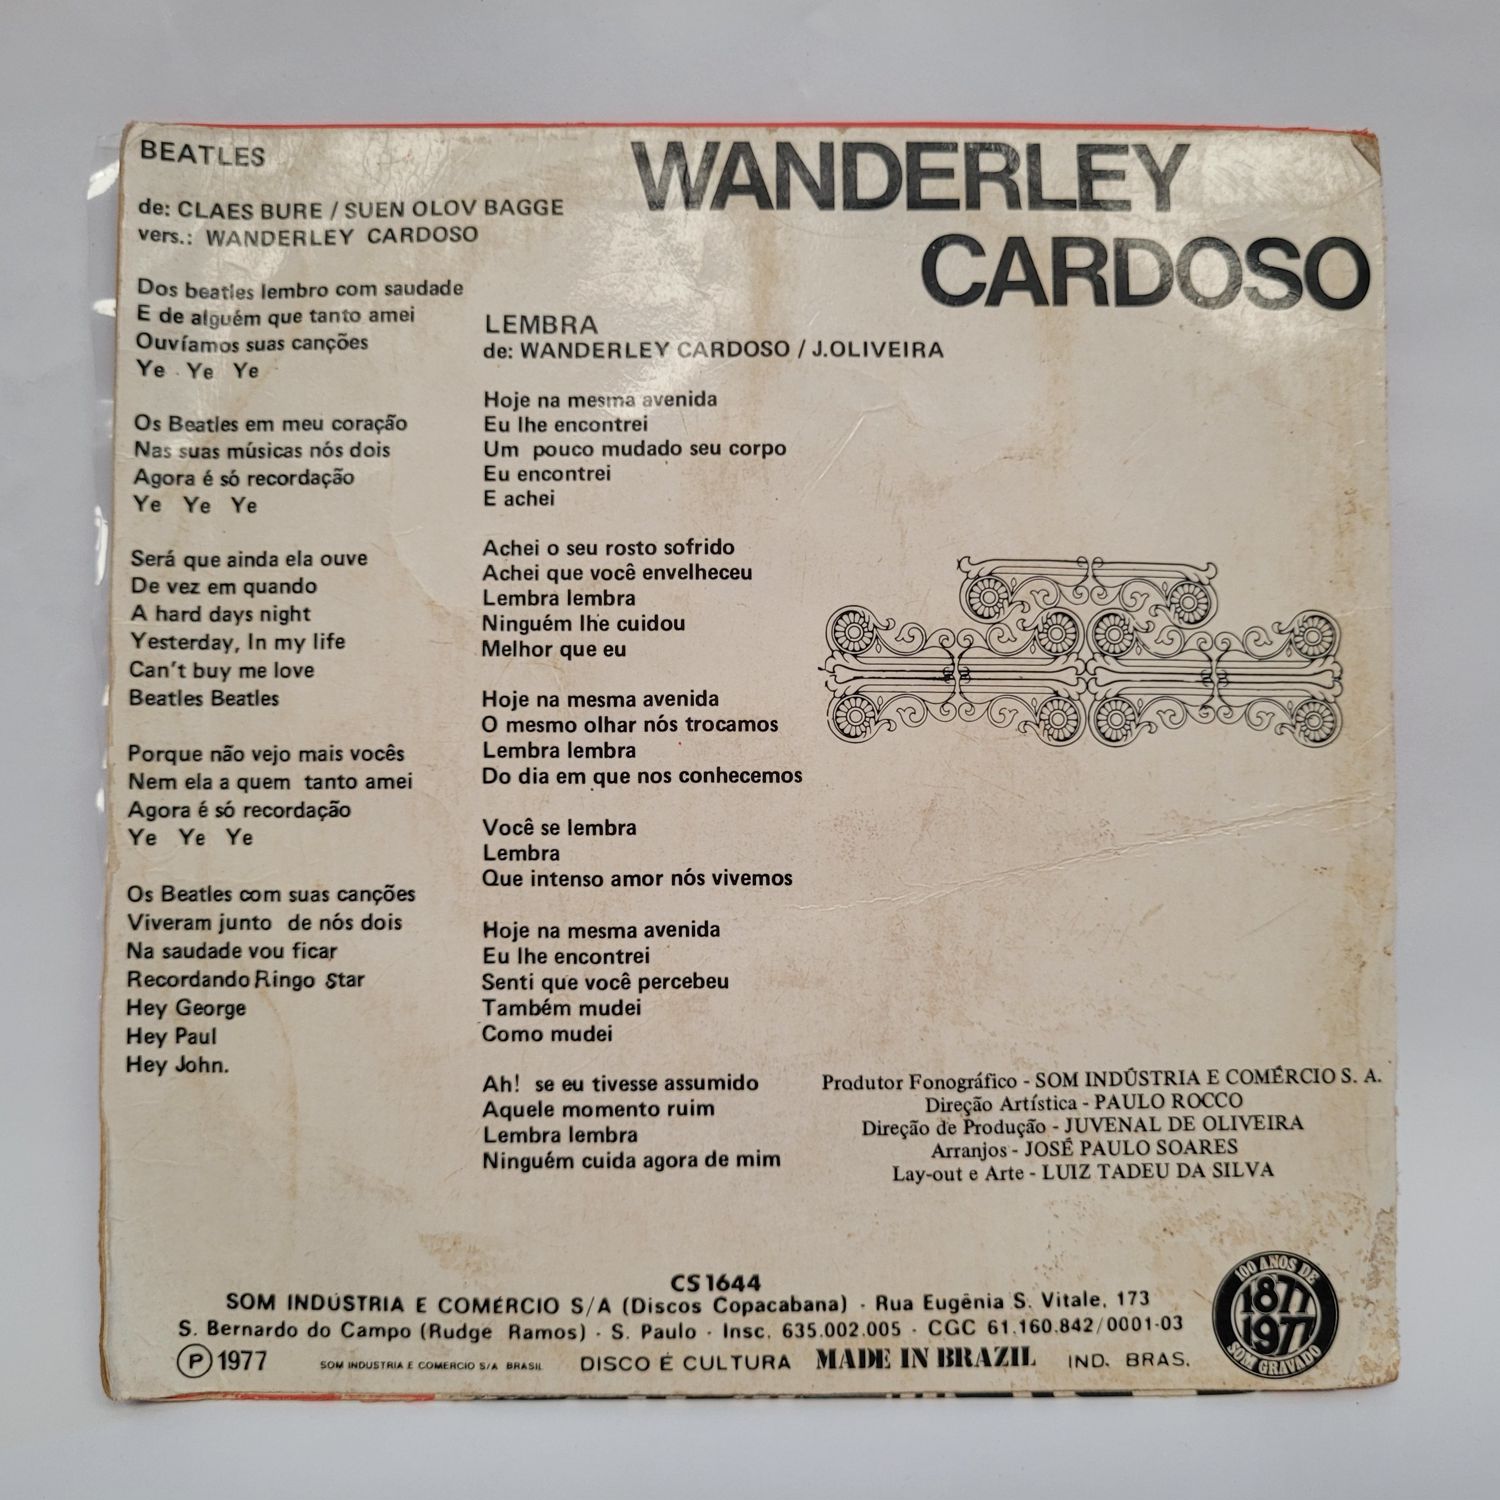 WANDERLEY
CARDOSO
BEATLES
de: CLAES BURE / SUEN OLOV BAGGE
vers.: WANDERLEY CARDOSO
Dos beatles lembro com saudade
E de alguém que tanto amei
Ouvíamos suas canções
Ye Ye Ye
Os Beatles em meu coração
Nas suas músicas nós dois
Agora é só recordação
Ye Ye Ye
Será que ainda ela ouve
De vez em quando
A hard days night
Yesterday, In my life
Can't buy me love
Beatles Beatles
Porque não vejo mais vocês
Nem ela a quem tanto amei
Agora é só recordação
Ye Ye Ye
Os Beatles com suas canções
Viveram junto de nós dois
Na saudade vou ficar
Recordando Ringo Star
Hey George
Hey Paul
Hey John.
LEMBRA
de: WANDERLEY CARDOSO / J.OLIVEIRA
Hoje na mesma avenida
Eu lhe encontrei
Um pouco mudado seu corpo
Eu encontrei
E achei
Achei o seu rosto sofrido
Achei que você envelheceu
Lembra lembra
Ninguém lhe cuidou
Melhor que eu
Hoje na mesma avenida
O mesmo olhar nós trocamos
Lembra lembra
Do dia em que nos conhecemos
Você se lembra
Lembra
Que intenso amor nós vivemos
Hoje na mesma avenida
Eu lhe encontrei
Senti que você percebeu
Também mudei
Como mudei
Ah! se eu tivesse assumido
Aquele momento ruim
Lembra lembra
Ninguém cuida agora de mim
Produtor Fonográfico - SOM INDÚSTRIA E COMÉRCIO S. A.
Direção Artística - PAULO ROCCO
Direção de Produção - JUVENAL DE OLIVEIRA
Arranjos - JOSÉ PAULO SOARES
Lay-out e Arte - LUIZ TADEU DA SILVA
CS 1644
SOM INDÚSTRIA E COMÉRCIO S/A (Discos Copacabana) - Rua Eugênia S. Vitale, 173
S. Bernardo do Campo (Rudge Ramos) - S. Paulo - Insc. 635.002.005 - CGC 61.160.842/0001-03
℗ 1977 SOM INDUSTRIA E COMERCIO S/A BRASIL DISCO É CULTURA MADE IN BRAZIL IND. BRAS.
100 ANOS DE
1877
1977
SOM GRAVADO